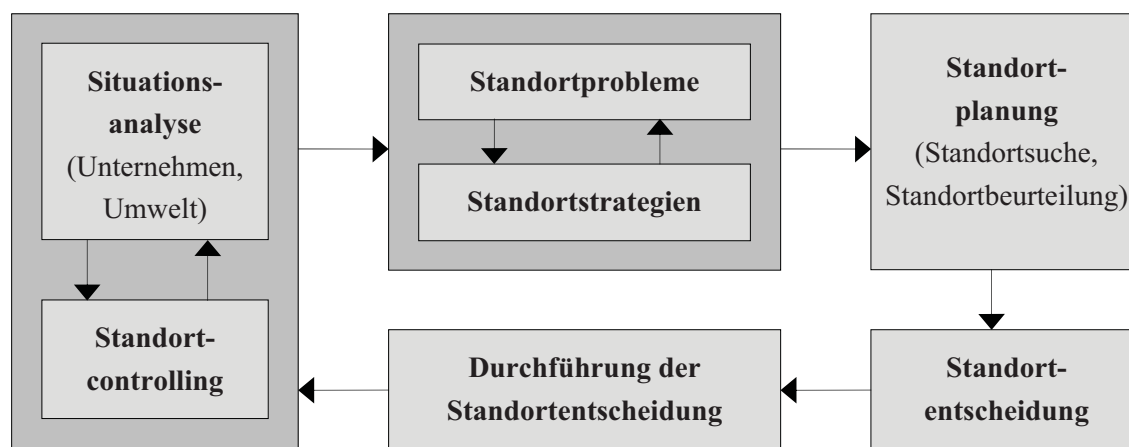 Situations-
analyse
(Unternehmen,
Umwelt)
Standort-
controlling
Standortprobleme
Standortstrategien
Standort-
planung
(Standortsuche,
Standortbeurteilung)
Standort-
entscheidung
Durchführung der
Standortentscheidung